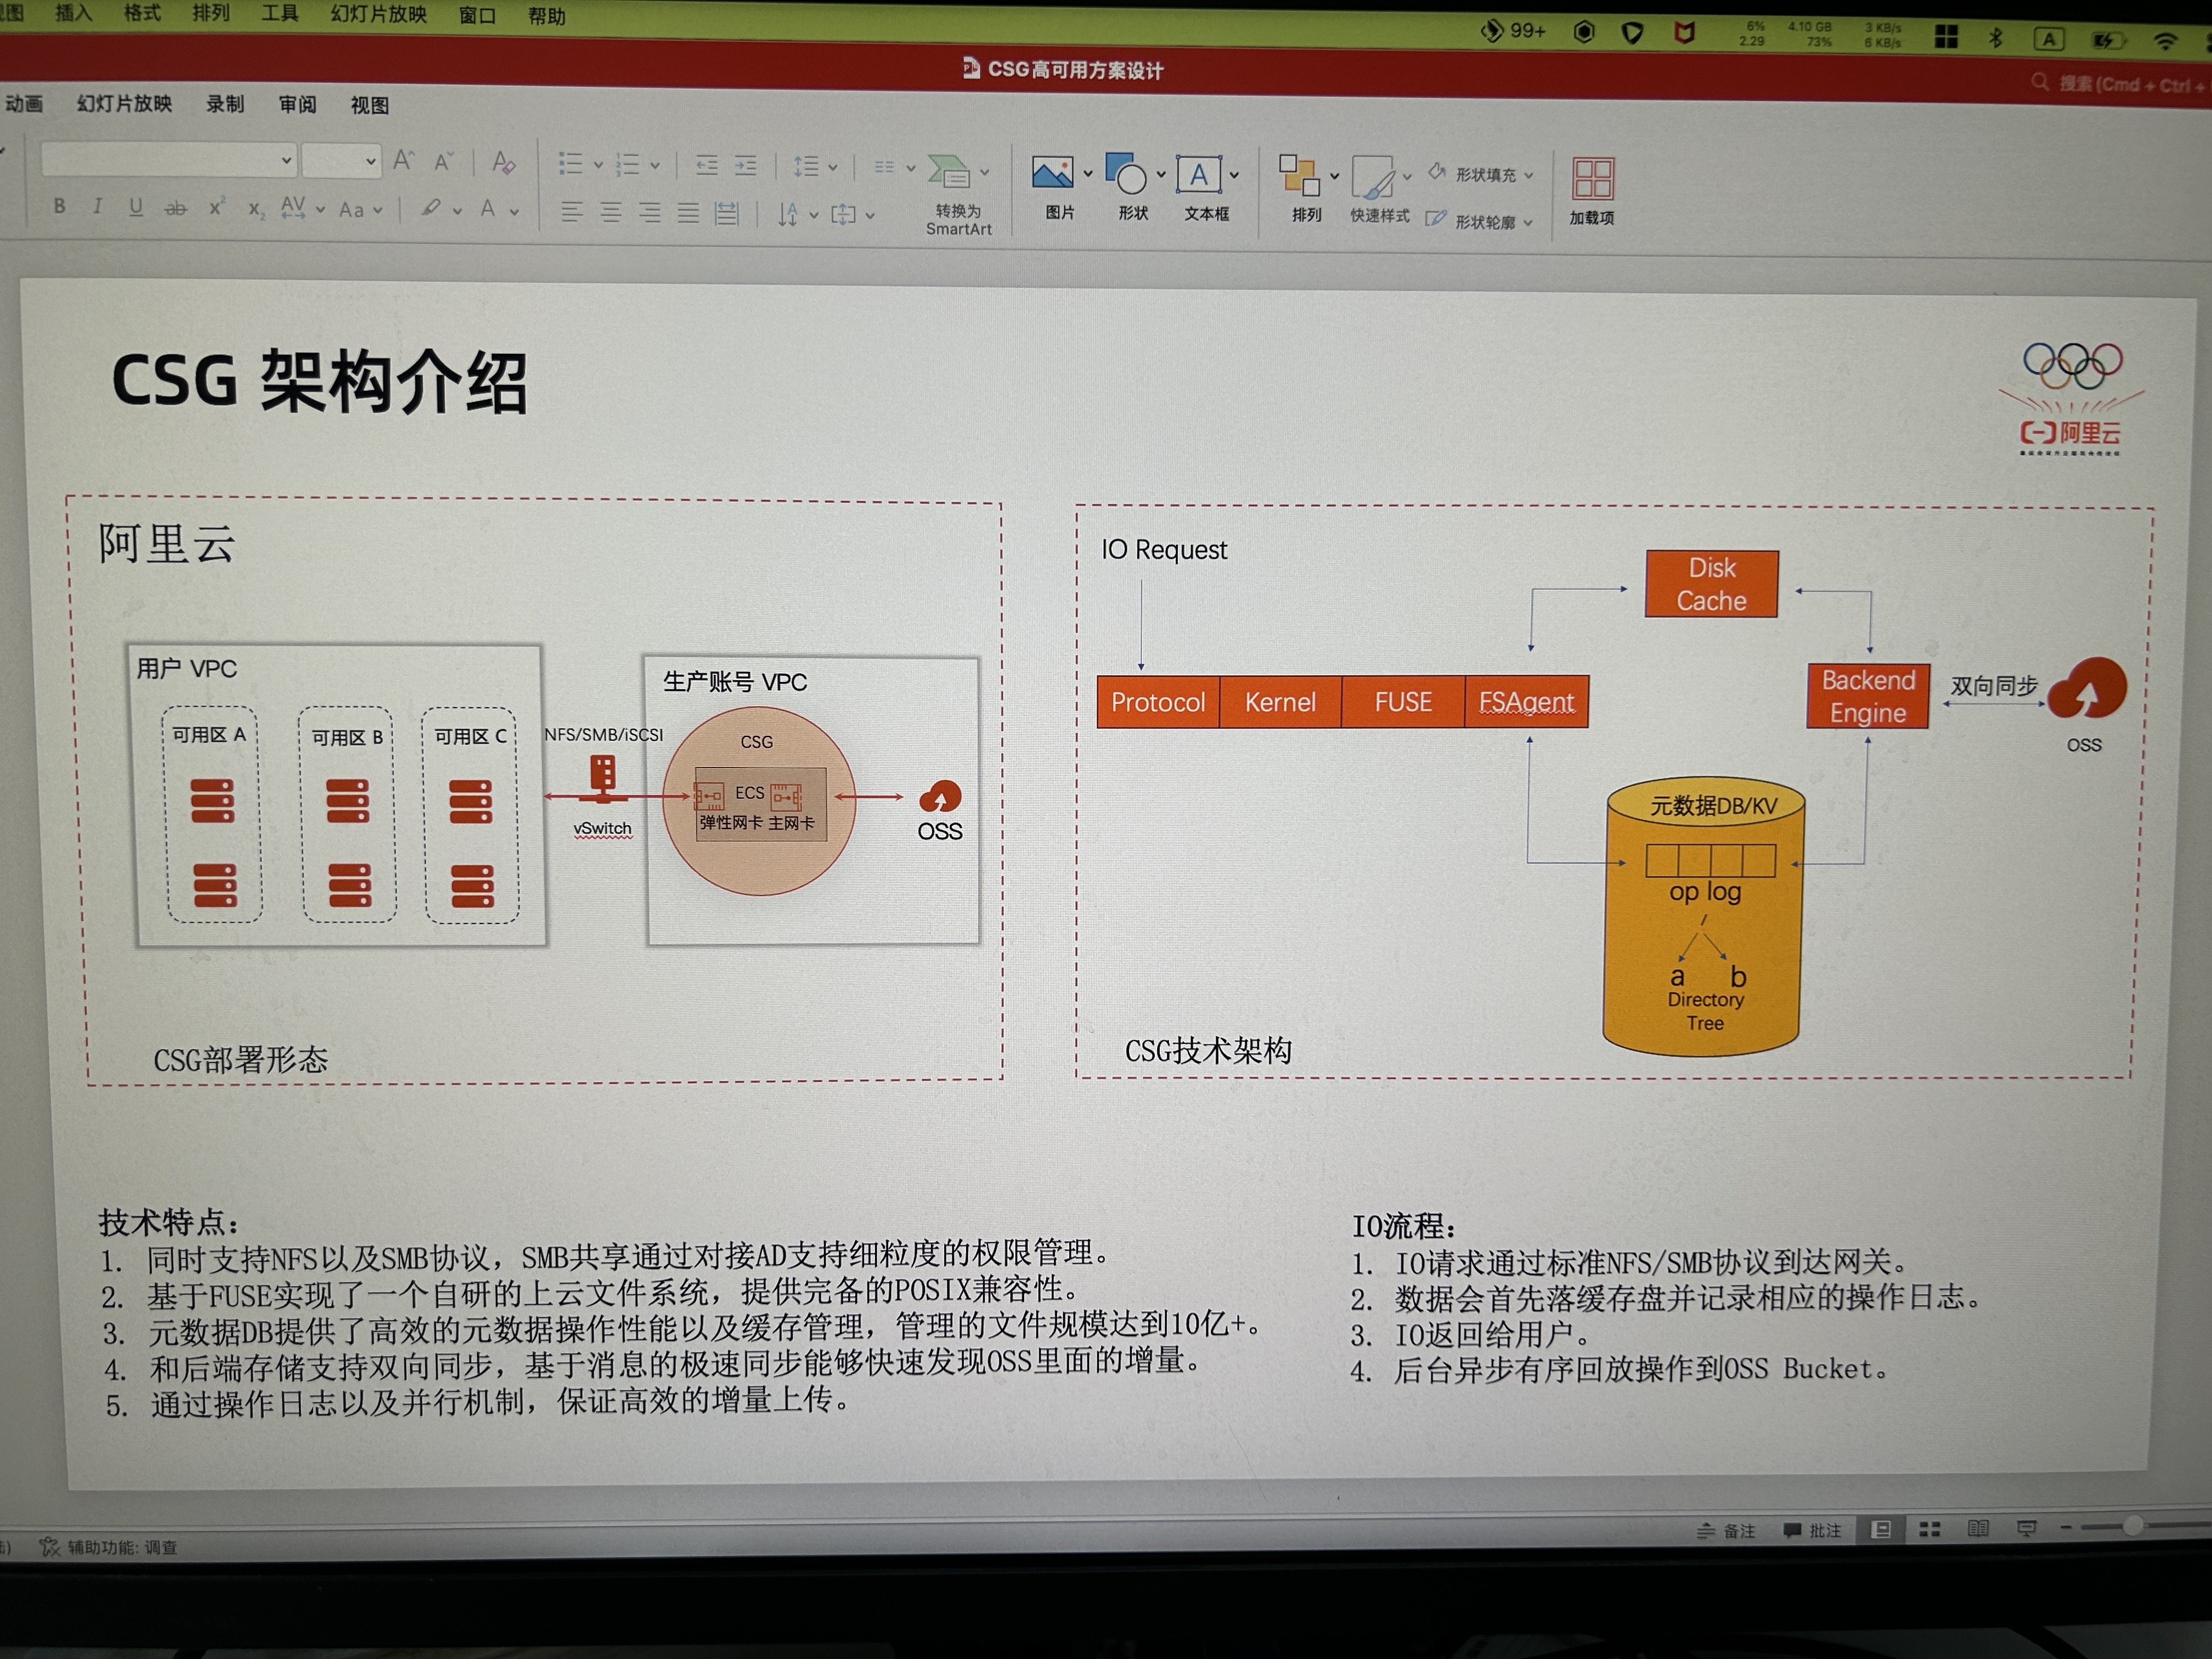 插入 格式 排列 工具 幻灯片放映 窗口 帮助
99+
6% 4.10 GB 3 KB/s
2.29 73% 6 KB/s
A
CSG高可用方案设计
搜索 (Cmd + Ctrl +
动画 幻灯片放映 录制 审阅 视图
转换为
SmartArt
图片 形状 文本框 排列 快速样式 形状填充
形状轮廓
加载项
CSG 架构介绍
阿里云
阿里云
用户 VPC
可用区 A 可用区 B 可用区 C
NFS/SMB/iSCSI
vSwitch
生产账号 VPC
CSG
ECS
弹性网卡 主网卡
OSS
CSG部署形态
IO Request
Disk
Cache
Protocol Kernel FUSE FSAgent
Backend
Engine
双向同步
OSS
元数据DB/KV
op log
/
a b
Directory
Tree
CSG技术架构
技术特点：
1. 同时支持NFS以及SMB协议，SMB共享通过对接AD支持细粒度的权限管理。
2. 基于FUSE实现了一个自研的上云文件系统，提供完备的POSIX兼容性。
3. 元数据DB提供了高效的元数据操作性能以及缓存管理，管理的文件规模达到10亿+。
4. 和后端存储支持双向同步，基于消息的极速同步能够快速发现OSS里面的增量。
5. 通过操作日志以及并行机制，保证高效的增量上传。
IO流程：
1. IO请求通过标准NFS/SMB协议到达网关。
2. 数据会首先落缓存盘并记录相应的操作日志。
3. IO返回给用户。
4. 后台异步有序回放操作到OSS Bucket。
辅助功能: 调查
备注 批注